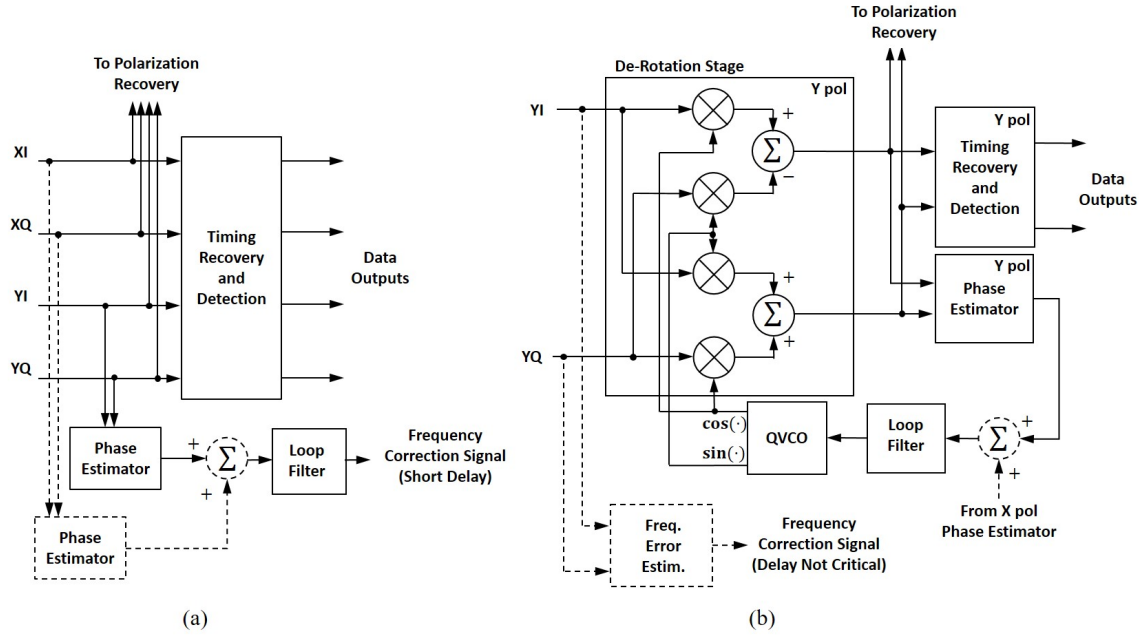 To Polarization
Recovery
XI
XQ
YI
YQ
Timing
Recovery
and
Detection
Data
Outputs
Phase
Estimator
+
Σ
+
Loop
Filter
Frequency
Correction Signal
(Short Delay)
Phase
Estimator
(a)
To Polarization
Recovery
De-Rotation Stage
Y pol
YI
+
Σ
−
+
Σ
+
YQ
Y pol
Timing
Recovery
and
Detection
Data
Outputs
Y pol
Phase
Estimator
cos(·)
sin(·)
QVCO
Loop
Filter
Σ
+
+
From X pol
Phase Estimator
Freq.
Error
Estim.
Frequency
Correction Signal
(Delay Not Critical)
(b)